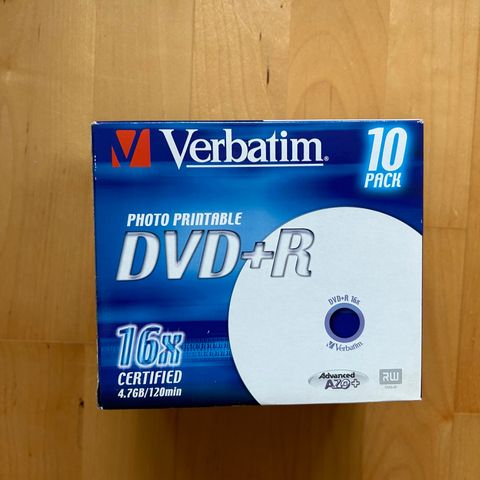 Verbatim.
10
PACK
PHOTO PRINTABLE
DVD+R
DVD+R 16x
Verbatim
16x
CERTIFIED
4.7GB/120min
Advanced
AZO+
RW